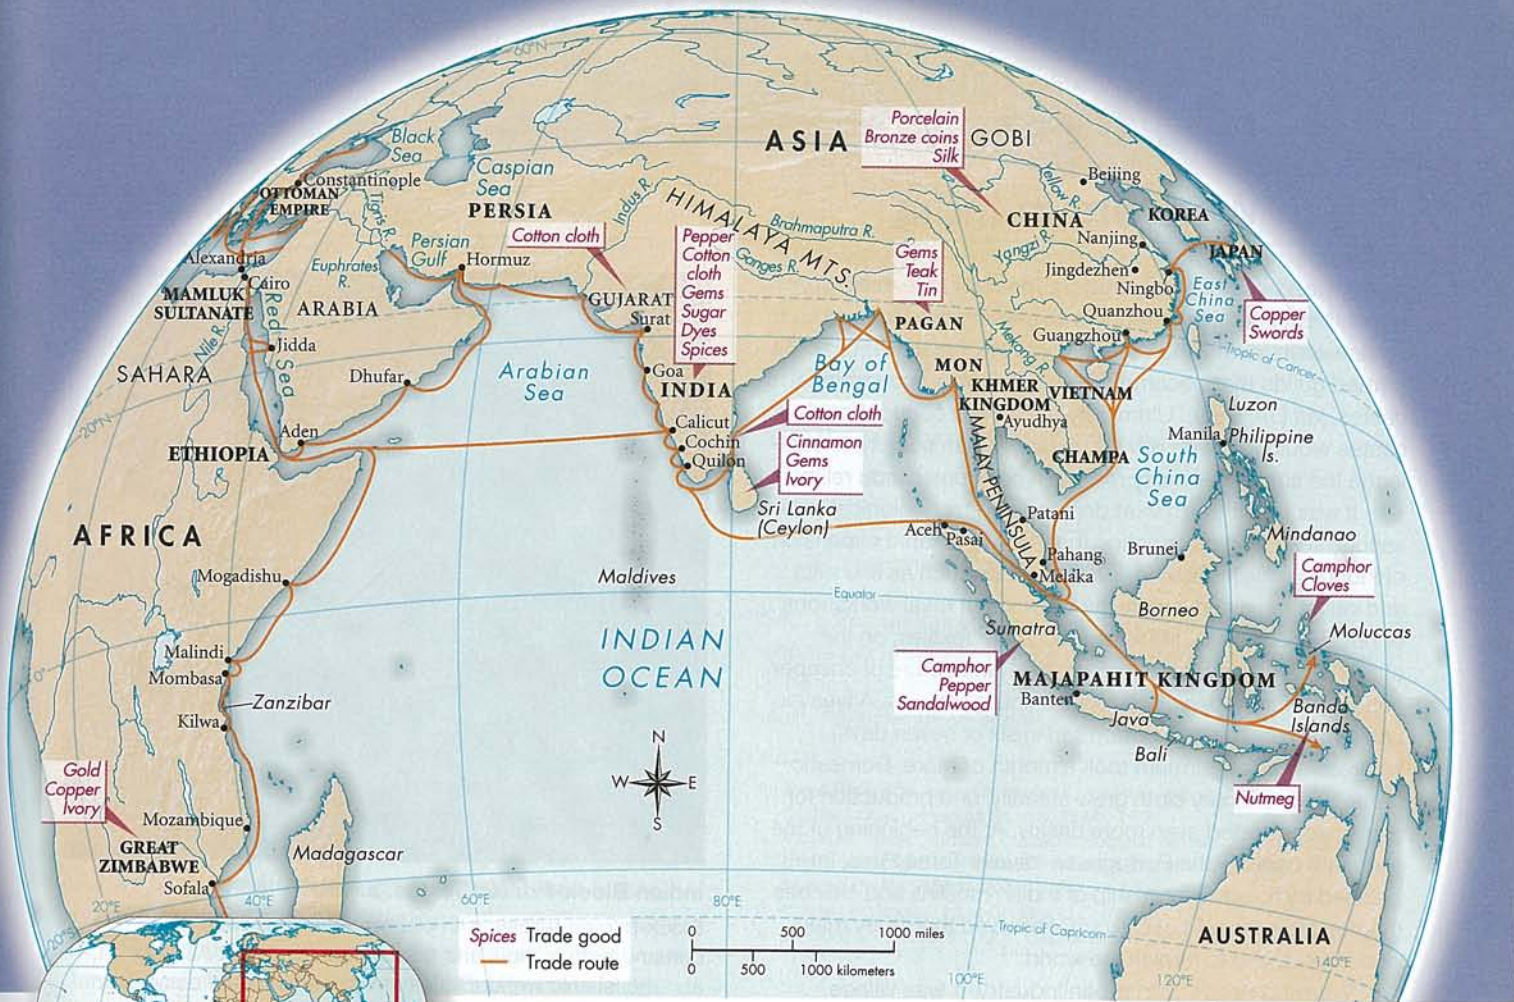 60°N
Black
Sea
Constantinople
OTTOMAN
EMPIRE
Caspian
Sea
PERSIA
Tigris R.
Euphrates
R.
Persian
Gulf
Hormuz
Alexandria
Cairo
MAMLUK
SULTANATE
Nile R.
Red Sea
ARABIA
Jidda
Dhufar
SAHARA
20°N
Aden
ETHIOPIA
AFRICA
Mogadishu
0°
Malindi
Mombasa
Zanzibar
Kilwa
Gold
Copper
Ivory
Mozambique
GREAT
ZIMBABWE
Sofala
Madagascar
20°S
20°E
40°E
60°E
80°E
100°E
120°E
140°E
ASIA
Porcelain
Bronze coins
Silk
GOBI
Beijing
Yellow R.
KOREA
CHINA
JAPAN
Nanjing
Yangzi R.
Jingdezhen
Ningbo
East
China
Sea
Quanzhou
Guangzhou
Copper
Swords
Tropic of Cancer
Indus R.
HIMALAYA MTS.
Brahmaputra R.
Ganges R.
Cotton cloth
Pepper
Cotton
cloth
Gems
Sugar
Dyes
Spices
GUJARAT
Surat
Goa
INDIA
Calicut
Cochin
Quilon
Arabian
Sea
Gems
Teak
Tin
PAGAN
Bay of
Bengal
Cotton cloth
Cinnamon
Gems
Ivory
Sri Lanka
(Ceylon)
Maldives
Equator
INDIAN
OCEAN
Mekong R.
MON
KHMER
KINGDOM
VIETNAM
Ayudhya
CHAMPA
MALAY PENINSULA
Patani
Aceh
Pasai
Pahang
Melaka
South
China
Sea
Luzon
Manila
Philippine
Is.
Mindanao
Brunei
Borneo
Camphor
Cloves
Moluccas
Sumatra
Camphor
Pepper
Sandalwood
MAJAPAHIT KINGDOM
Banten
Java
Bali
Banda
Islands
Nutmeg
N
W
E
S
Spices Trade good
Trade route
0 500 1000 miles
0 500 1000 kilometers
Tropic of Capricorn
AUSTRALIA